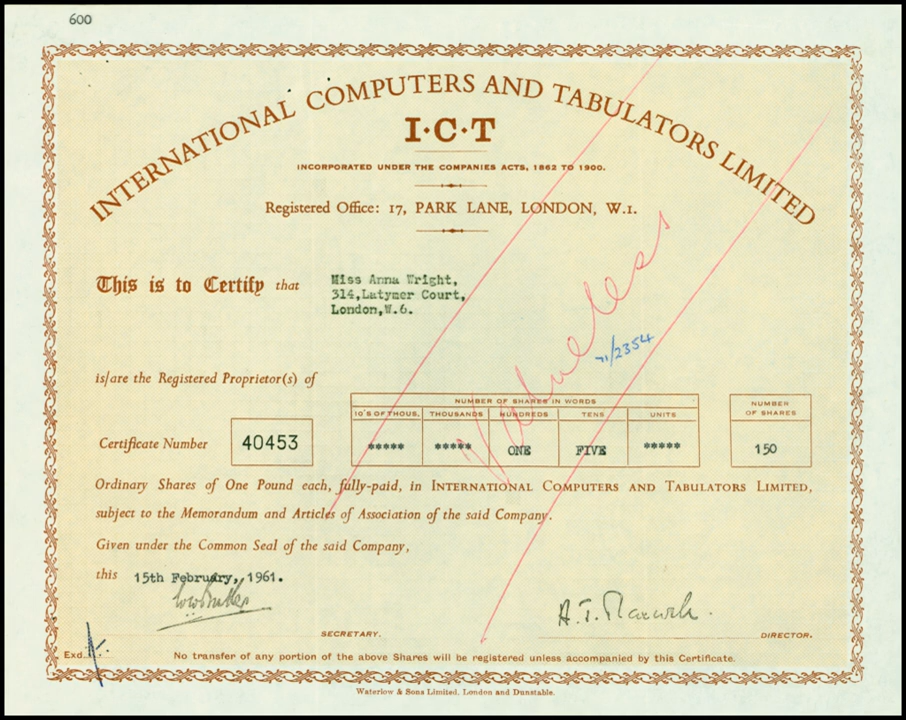 600
INTERNATIONAL COMPUTERS AND TABULATORS LIMITED
I·C·T
INCORPORATED UNDER THE COMPANIES ACTS, 1862 TO 1900.
Registered Office: 17, PARK LANE, LONDON, W.1.
This is to Certify that
Miss Anna Wright,
314,Latymer Court,
London,W.6.
Valueless
71/2354
is/are the Registered Proprietor(s) of
NUMBER OF SHARES IN WORDS
NUMBER OF SHARES
10'S OF THOUS. THOUSANDS HUNDREDS TENS UNITS
Certificate Number 40453
***** ***** ONE FIVE ***** 150
Ordinary Shares of One Pound each, fully-paid, in INTERNATIONAL COMPUTERS AND TABULATORS LIMITED,
subject to the Memorandum and Articles of Association of the said Company.
Given under the Common Seal of the said Company,
this 15th February, 1961.
SECRETARY.
DIRECTOR.
Exd.
No transfer of any portion of the above Shares will be registered unless accompanied by this Certificate.
Waterlow & Sons Limited. London and Dunstable.